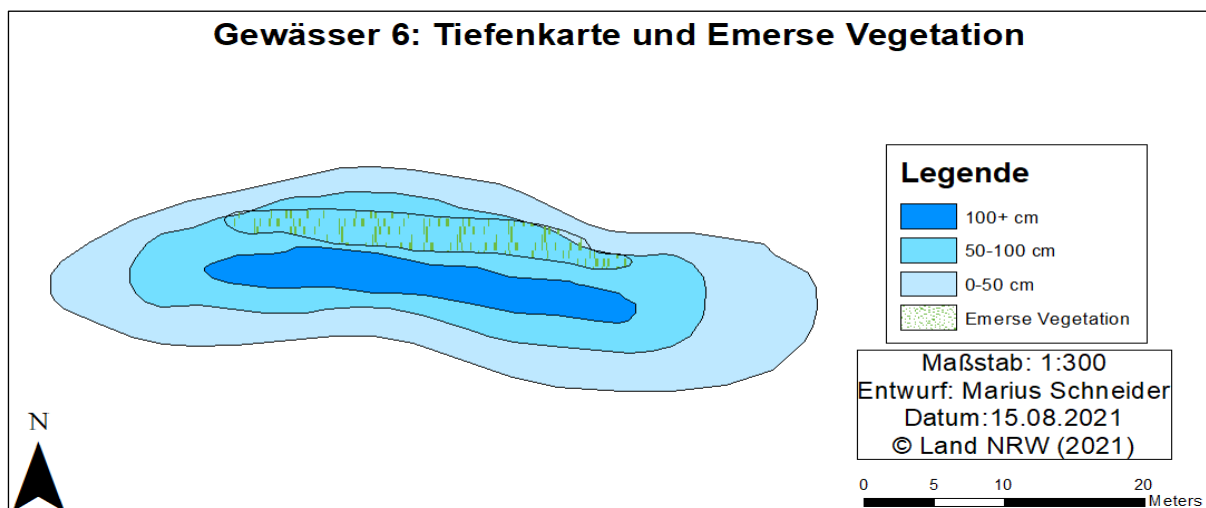 Gewässer 6: Tiefenkarte und Emerse Vegetation
Legende
100+ cm
50-100 cm
0-50 cm
Emerse Vegetation
Maßstab: 1:300
Entwurf: Marius Schneider
Datum:15.08.2021
© Land NRW (2021)
N
0 5 10 20
Meters